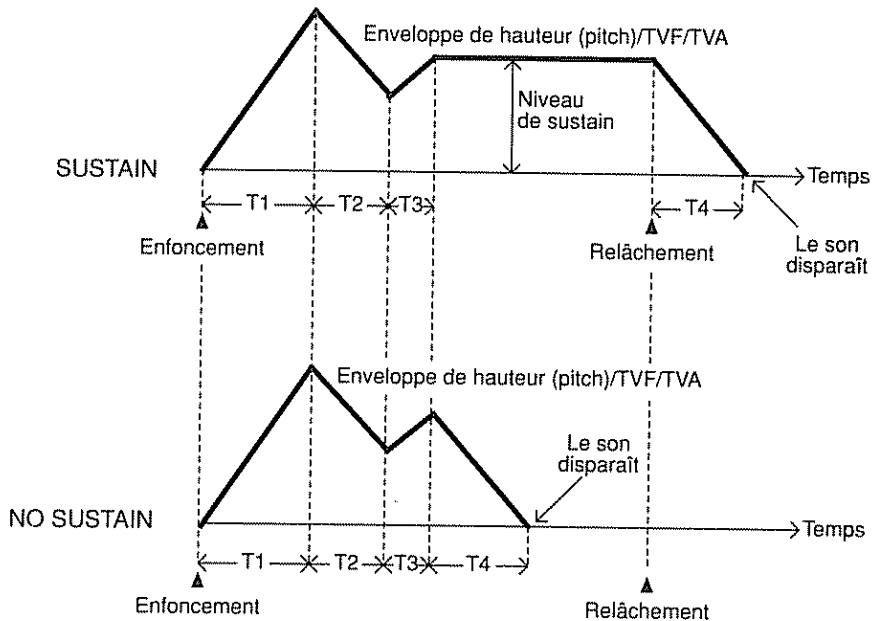 Enveloppe de hauteur (pitch)/TVF/TVA
Niveau
de sustain
SUSTAIN
Temps
T1
T2
T3
T4
Enfoncement
Relâchement
Le son
disparaît
Enveloppe de hauteur (pitch)/TVF/TVA
Le son
disparaît
NO SUSTAIN
Temps
T1
T2
T3
T4
Enfoncement
Relâchement